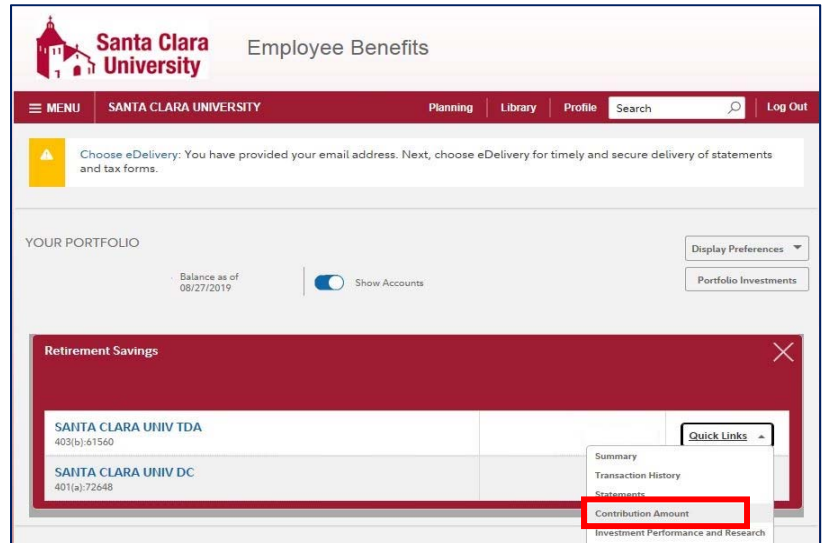 Santa Clara
University
Employee Benefits
MENU
SANTA CLARA UNIVERSITY
Planning
Library
Profile
Search
Log Out
Choose eDelivery: You have provided your email address. Next, choose eDelivery for timely and secure delivery of statements
and tax forms.
YOUR PORTFOLIO
Display Preferences
Balance as of
08/27/2019
Show Accounts
Portfolio Investments
Retirement Savings
SANTA CLARA UNIV TDA
403(b):61560
Quick Links
SANTA CLARA UNIV DC
401(a):72648
Summary
Transaction History
Statements
Contribution Amount
Investment Performance and Research